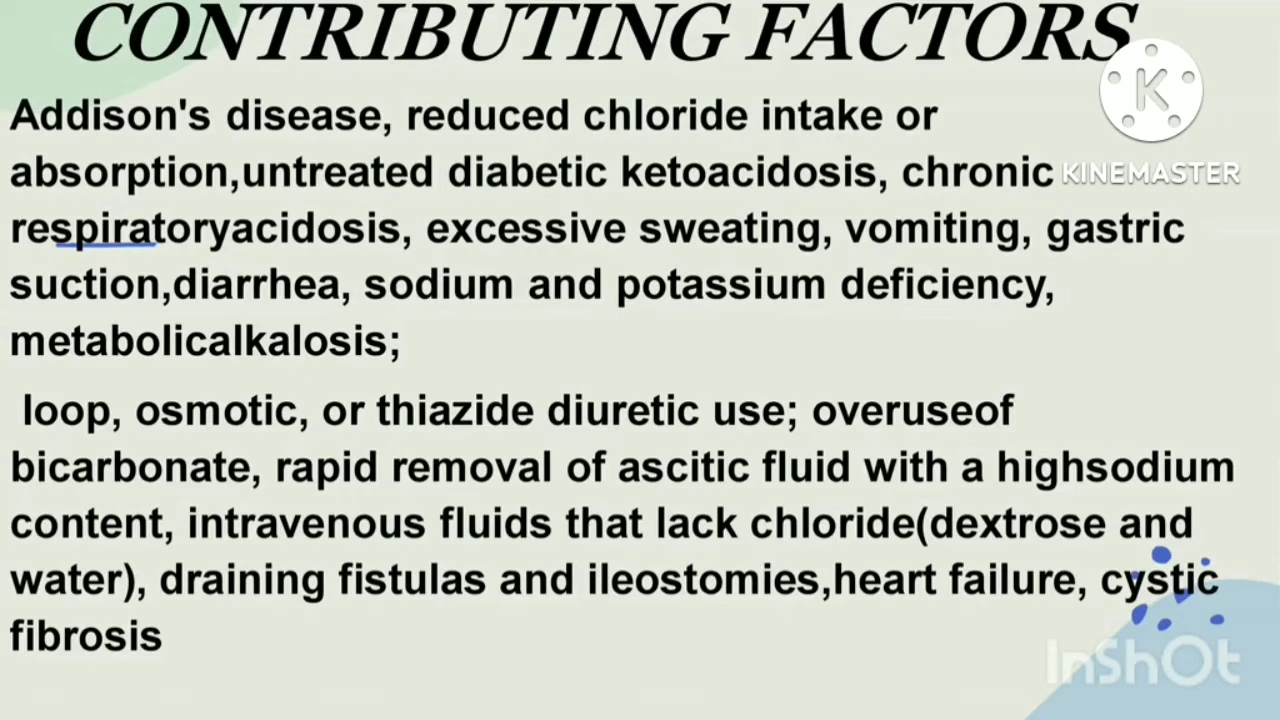 CONTRIBUTING FACTORS
Addison's disease, reduced chloride intake or
absorption,untreated diabetic ketoacidosis, chronic
respiratoryacidosis, excessive sweating, vomiting, gastric
suction,diarrhea, sodium and potassium deficiency,
metabolicalkalosis;
loop, osmotic, or thiazide diuretic use; overuseof
bicarbonate, rapid removal of ascitic fluid with a highsodium
content, intravenous fluids that lack chloride(dextrose and
water), draining fistulas and ileostomies,heart failure, cystic
fibrosis
K
KINEMASTER
InShOt